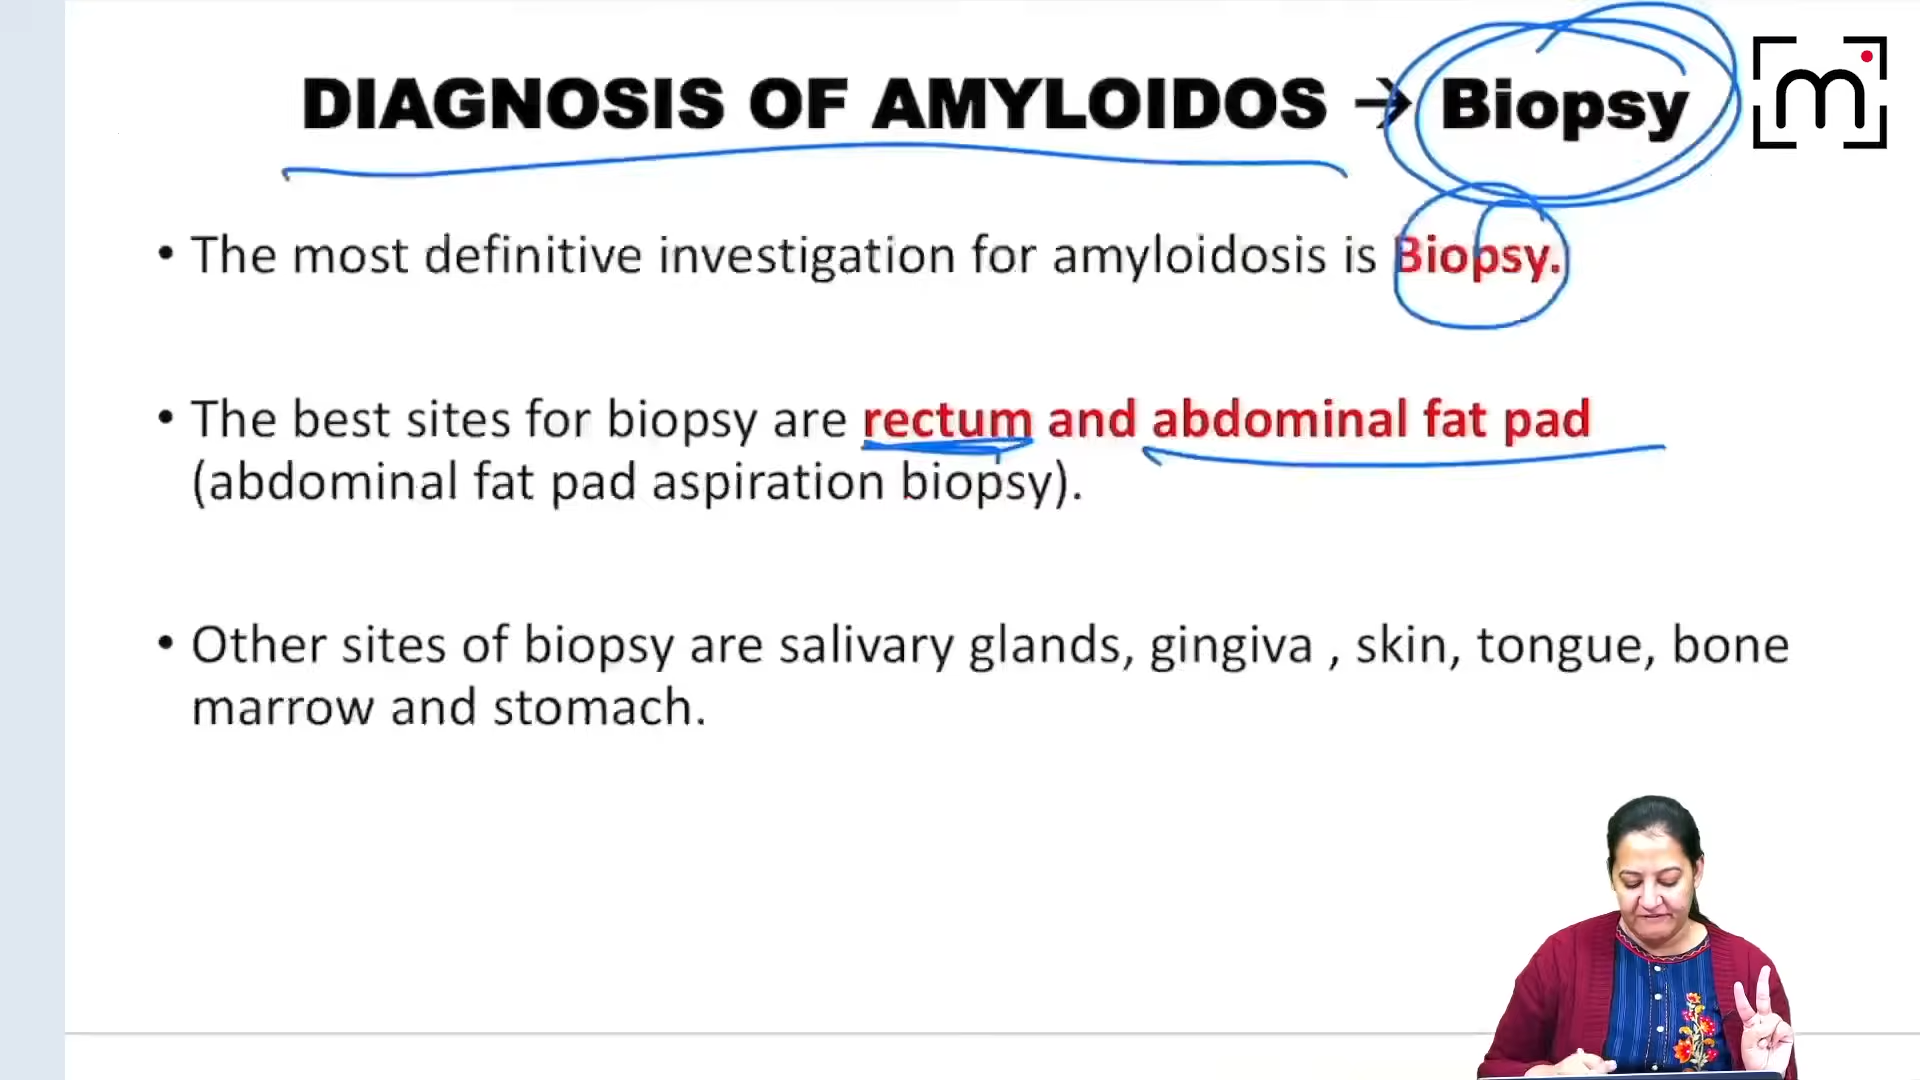 DIAGNOSIS OF AMYLOIDOS → Biopsy
m
• The most definitive investigation for amyloidosis is Biopsy.
• The best sites for biopsy are rectum and abdominal fat pad
(abdominal fat pad aspiration biopsy).
• Other sites of biopsy are salivary glands, gingiva , skin, tongue, bone
marrow and stomach.